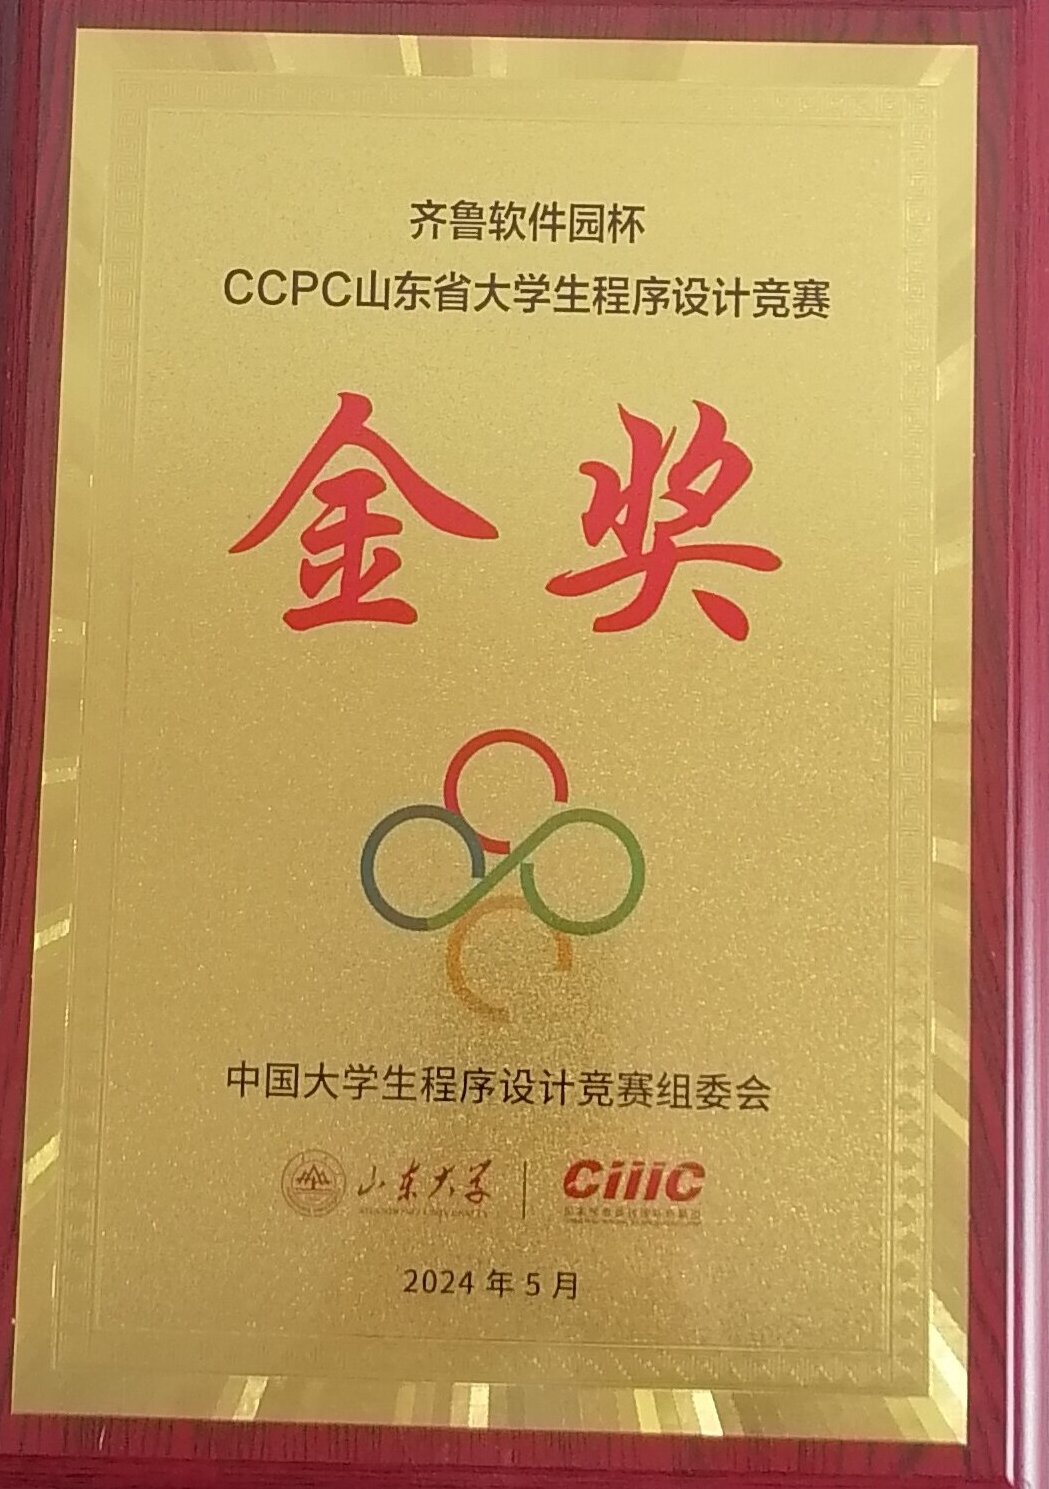 齐鲁软件园杯
CCPC山东省大学生程序设计竞赛
金奖
中国大学生程序设计竞赛组委会
山东大学
SHANDONG UNIVERSITY
CIIIC
2024 年 5 月